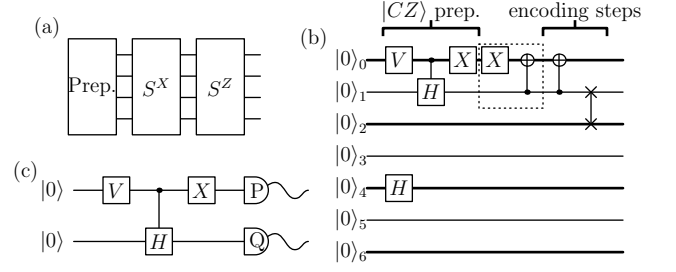 (a)
Prep. S^X S^Z
(b)
|CZ⟩ prep. encoding steps
|0⟩_0 V X X
|0⟩_1 H
|0⟩_2
|0⟩_3
|0⟩_4 H
|0⟩_5
|0⟩_6
(c)
|0⟩ V X P
|0⟩ H Q